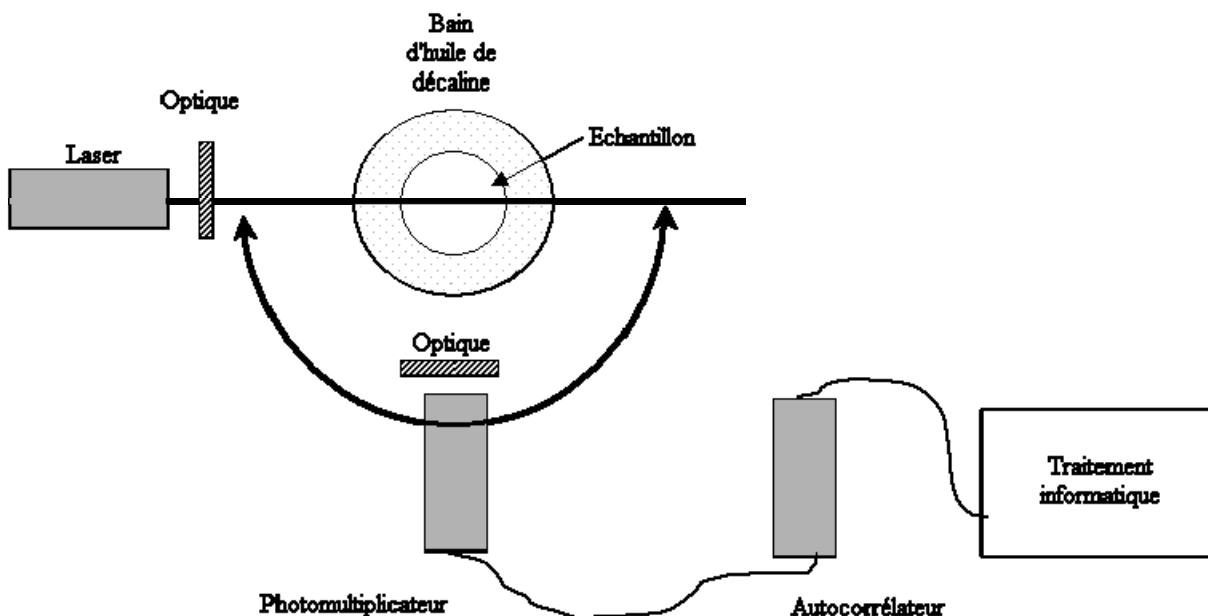 Bain
d'huile de
décaline
Optique
Laser
Echantillon
Optique
Traitement
informatique
Photomultiplicateur
Autocorrélateur